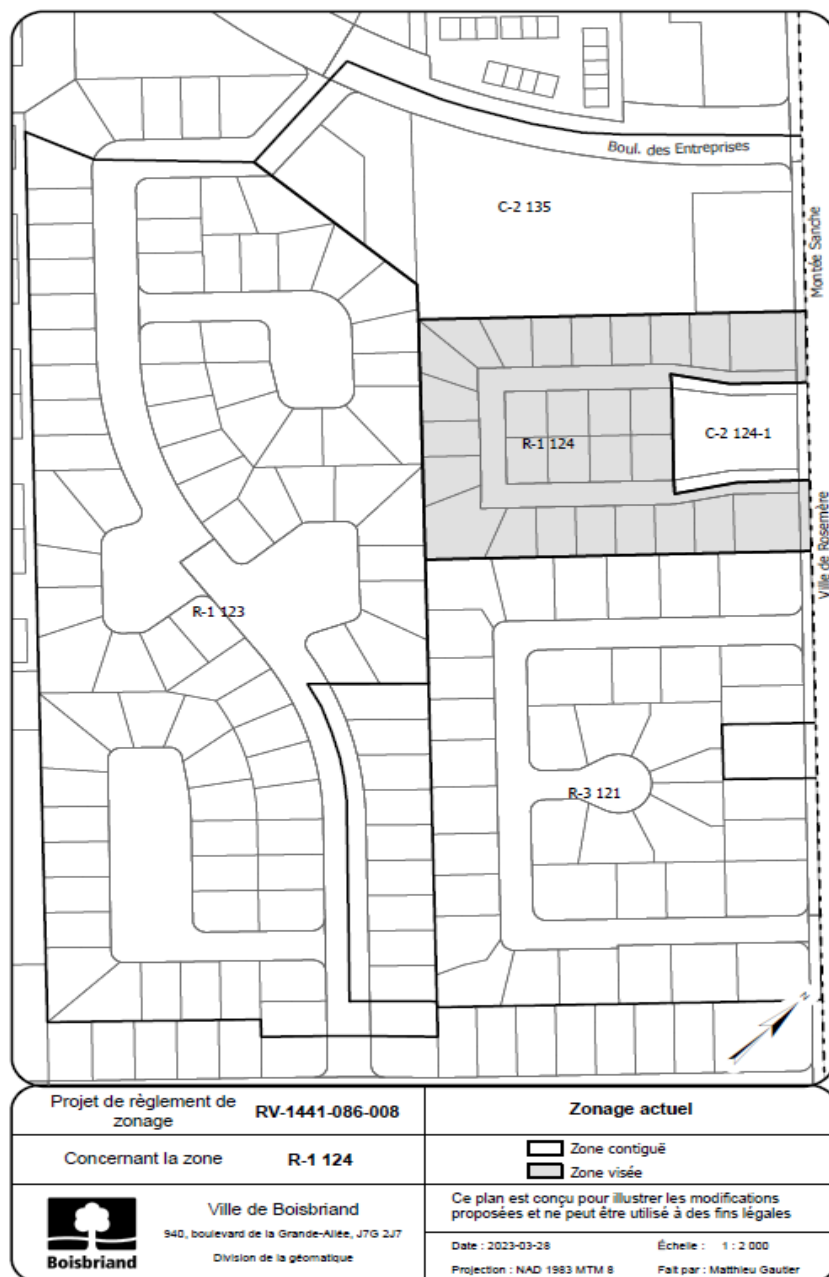 Boul. des Entreprises
C-2 135
Montée Sanche
R-1 124
C-2 124-1
Ville de Rosemère
R-1 123
R-3 121
N
Projet de règlement de
zonage
RV-1441-086-008
Zonage actuel
Concernant la zone
R-1 124
Zone contiguë
Zone visée
Boisbriand
Ville de Boisbriand
940, boulevard de la Grande-Allée, J7G 2J7
Division de la géomatique
Ce plan est conçu pour illustrer les modifications
proposées et ne peut être utilisé à des fins légales
Date : 2023-03-28
Échelle : 1 : 2 000
Projection : NAD 1983 MTM 8
Fait par : Matthieu Gautier